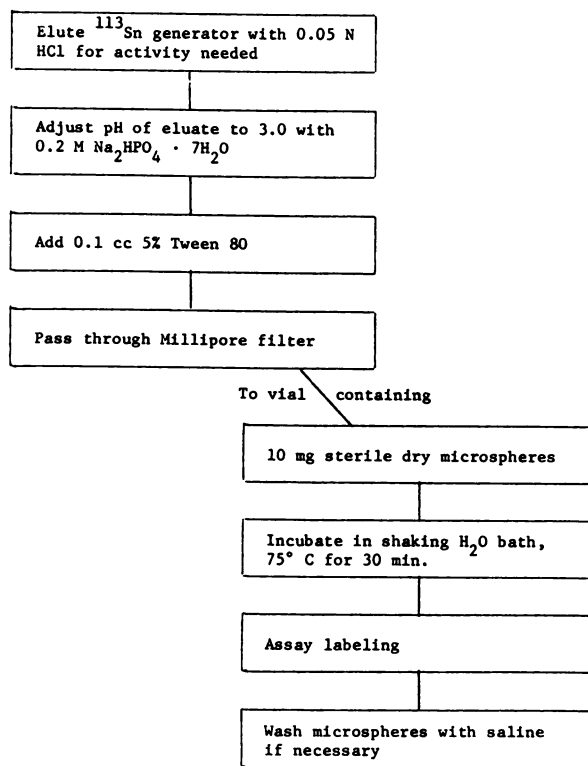 Elute ¹¹³Sn generator with 0.05 N
HCl for activity needed
Adjust pH of eluate to 3.0 with
0.2 M Na₂HPO₄ · 7H₂O
Add 0.1 cc 5% Tween 80
Pass through Millipore filter
To vial containing
10 mg sterile dry microspheres
Incubate in shaking H₂O bath,
75° C for 30 min.
Assay labeling
Wash microspheres with saline
if necessary